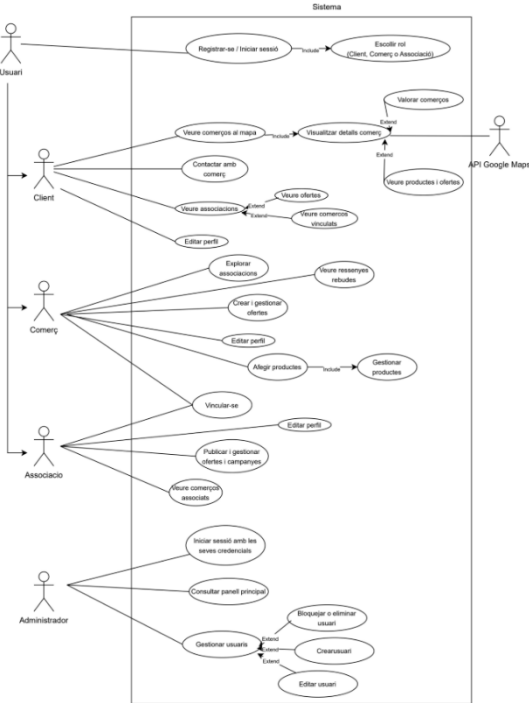 Sistema
Usuari
Registrar-se / Iniciar sessió
Include
Escollir rol
(Client, Comerç o Associació)
Valorar comerços
Extend
Veure comerços al mapa
Include
Visualitzar detalls comerç
API Google Maps
Extend
Veure productes i ofertes
Client
Contactar amb
comerç
Veure associacions
Extend
Veure ofertes
Extend
Veure comercos
vinculats
Editar perfil
Comerç
Explorar
associacions
Veure ressenyes
rebudes
Crear i gestionar
ofertes
Editar perfil
Afegir productes
Include
Gestionar
productes
Vincular-se
Associacio
Editar perfil
Publicar i gestionar
ofertes i campanyes
Veure comerços
associats
Administrador
Iniciar sessió amb les
seves credencials
Consultar panell principal
Gestionar usuaris
Extend
Bloquejar o eliminar
usuari
Extend
Crearusuari
Extend
Editar usuari